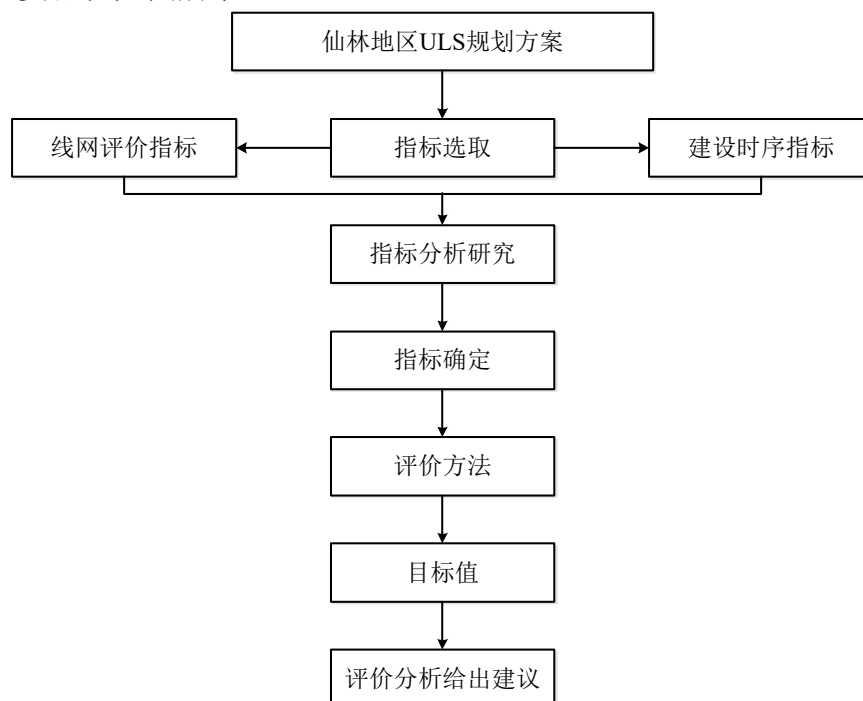 仙林地区ULS规划方案
线网评价指标
指标选取
建设时序指标
指标分析研究
指标确定
评价方法
目标值
评价分析给出建议